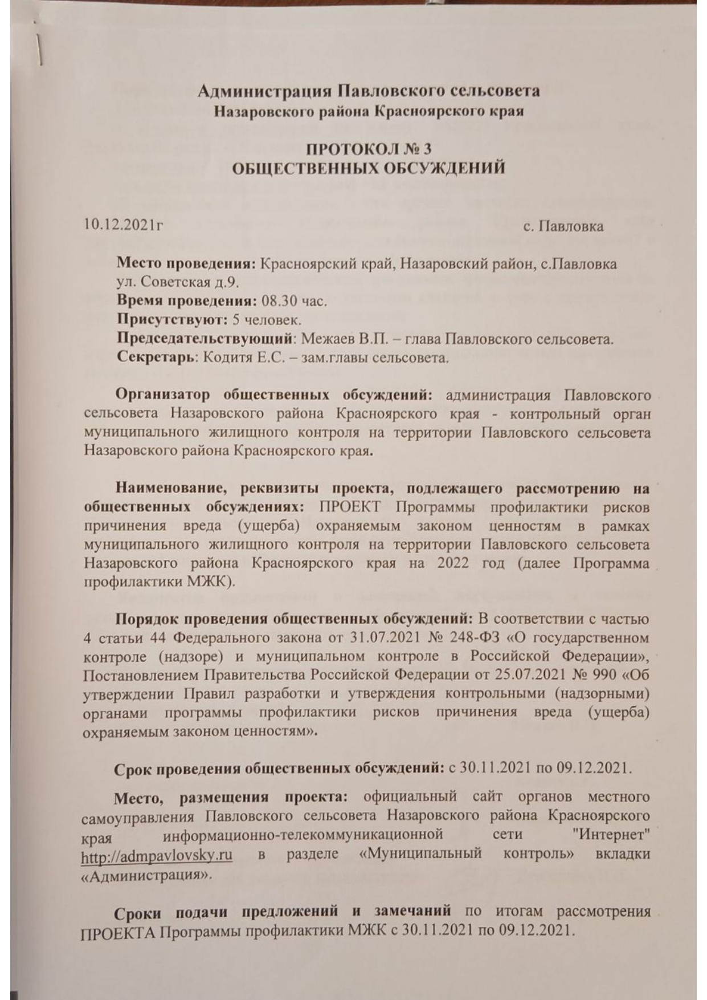 Администрация Павловского сельсовета
Назаровского района Красноярского края
ПРОТОКОЛ № 3
ОБЩЕСТВЕННЫХ ОБСУЖДЕНИЙ
10.12.2021г с. Павловка
Место проведения: Красноярский край, Назаровский район, с.Павловка
ул. Советская д.9.
Время проведения: 08.30 час.
Присутствуют: 5 человек.
Председательствующий: Межаев В.П. – глава Павловского сельсовета.
Секретарь: Кодитя Е.С. – зам.главы сельсовета.
Организатор общественных обсуждений: администрация Павловского
сельсовета Назаровского района Красноярского края - контрольный орган
муниципального жилищного контроля на территории Павловского сельсовета
Назаровского района Красноярского края.
Наименование, реквизиты проекта, подлежащего рассмотрению на
общественных обсуждениях: ПРОЕКТ Программы профилактики рисков
причинения вреда (ущерба) охраняемым законом ценностям в рамках
муниципального жилищного контроля на территории Павловского сельсовета
Назаровского района Красноярского края на 2022 год (далее Программа
профилактики МЖК).
Порядок проведения общественных обсуждений: В соответствии с частью
4 статьи 44 Федерального закона от 31.07.2021 № 248-ФЗ «О государственном
контроле (надзоре) и муниципальном контроле в Российской Федерации»,
Постановлением Правительства Российской Федерации от 25.07.2021 № 990 «Об
утверждении Правил разработки и утверждения контрольными (надзорными)
органами программы профилактики рисков причинения вреда (ущерба)
охраняемым законом ценностям».
Срок проведения общественных обсуждений: с 30.11.2021 по 09.12.2021.
Место, размещения проекта: официальный сайт органов местного
самоуправления Павловского сельсовета Назаровского района Красноярского
края информационно-телекоммуникационной сети "Интернет"
http://admpavlovsky.ru в разделе «Муниципальный контроль» вкладки
«Администрация».
Сроки подачи предложений и замечаний по итогам рассмотрения
ПРОЕКТА Программы профилактики МЖК с 30.11.2021 по 09.12.2021.